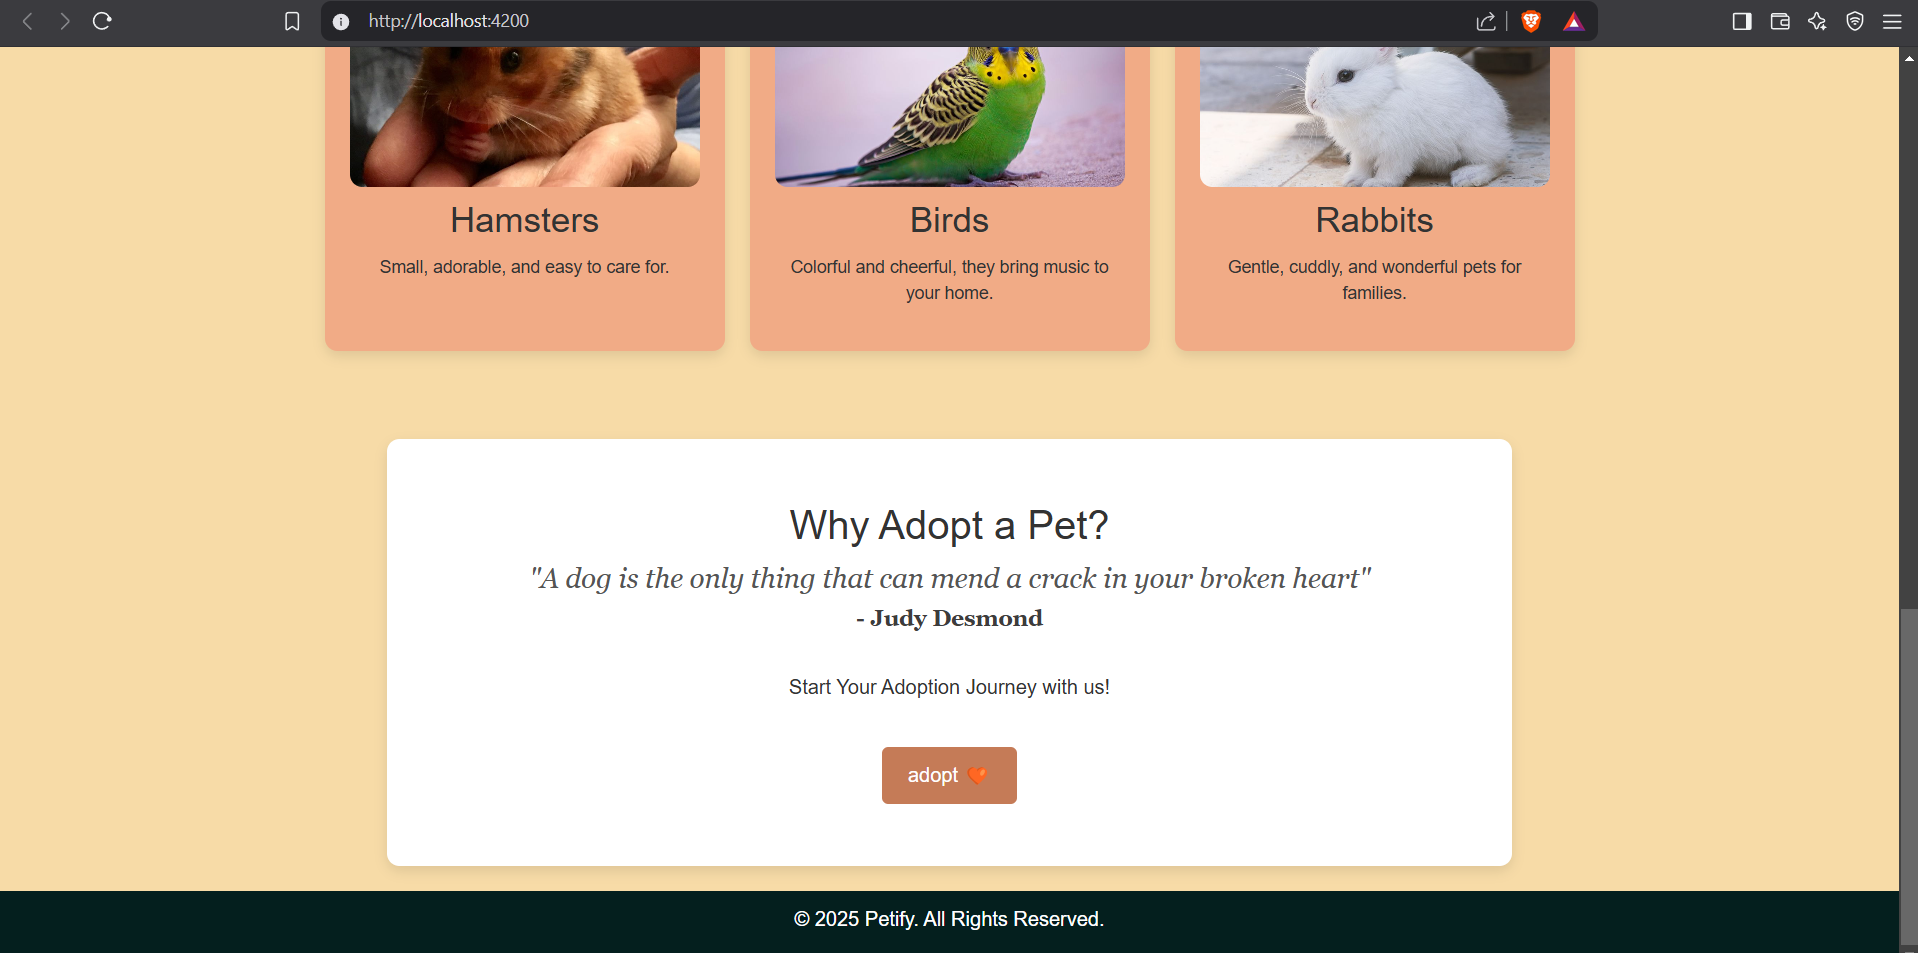 http://localhost:4200
Hamsters
Small, adorable, and easy to care for.
Birds
Colorful and cheerful, they bring music to
your home.
Rabbits
Gentle, cuddly, and wonderful pets for
families.
Why Adopt a Pet?
"A dog is the only thing that can mend a crack in your broken heart"
- Judy Desmond
Start Your Adoption Journey with us!
adopt 🧡
© 2025 Petify. All Rights Reserved.